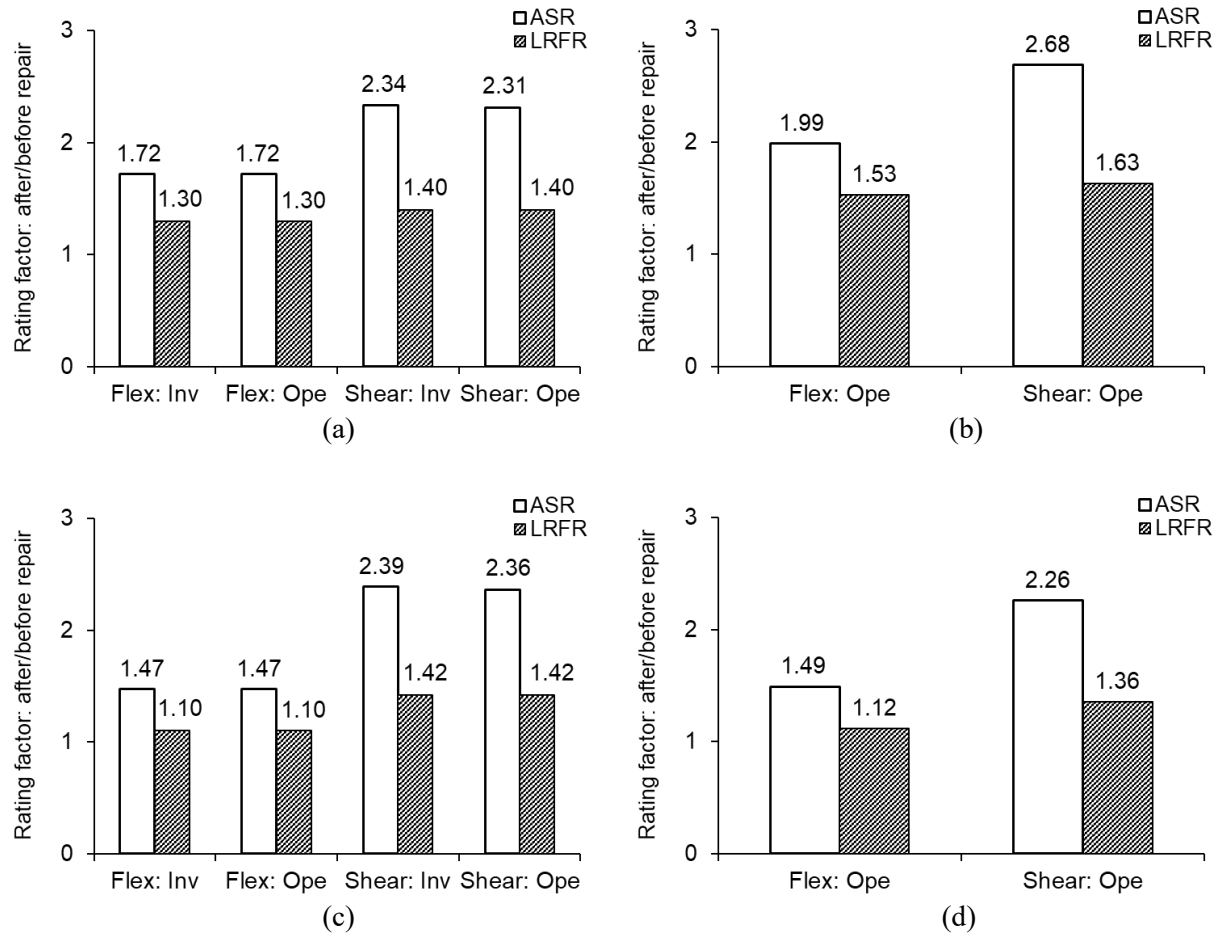 Rating factor: after/before repair
3
2
1
0
ASR
LRFR
1.72
1.30
1.72
1.30
2.34
1.40
2.31
1.40
Flex: Inv
Flex: Ope
Shear: Inv
Shear: Ope
(a)
Rating factor: after/before repair
3
2
1
0
ASR
LRFR
1.99
1.53
2.68
1.63
Flex: Ope
Shear: Ope
(b)
Rating factor: after/before repair
3
2
1
0
ASR
LRFR
1.47
1.10
1.47
1.10
2.39
1.42
2.36
1.42
Flex: Inv
Flex: Ope
Shear: Inv
Shear: Ope
(c)
Rating factor: after/before repair
3
2
1
0
ASR
LRFR
1.49
1.12
2.26
1.36
Flex: Ope
Shear: Ope
(d)